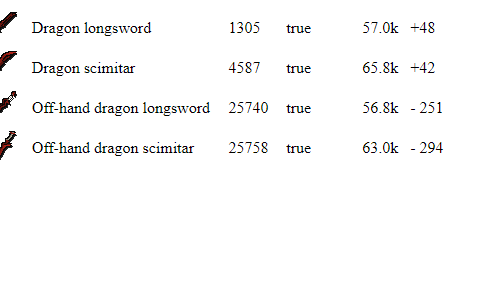 Dragon longsword 1305 true 57.0k +48
Dragon scimitar 4587 true 65.8k +42
Off-hand dragon longsword 25740 true 56.8k - 251
Off-hand dragon scimitar 25758 true 63.0k - 294